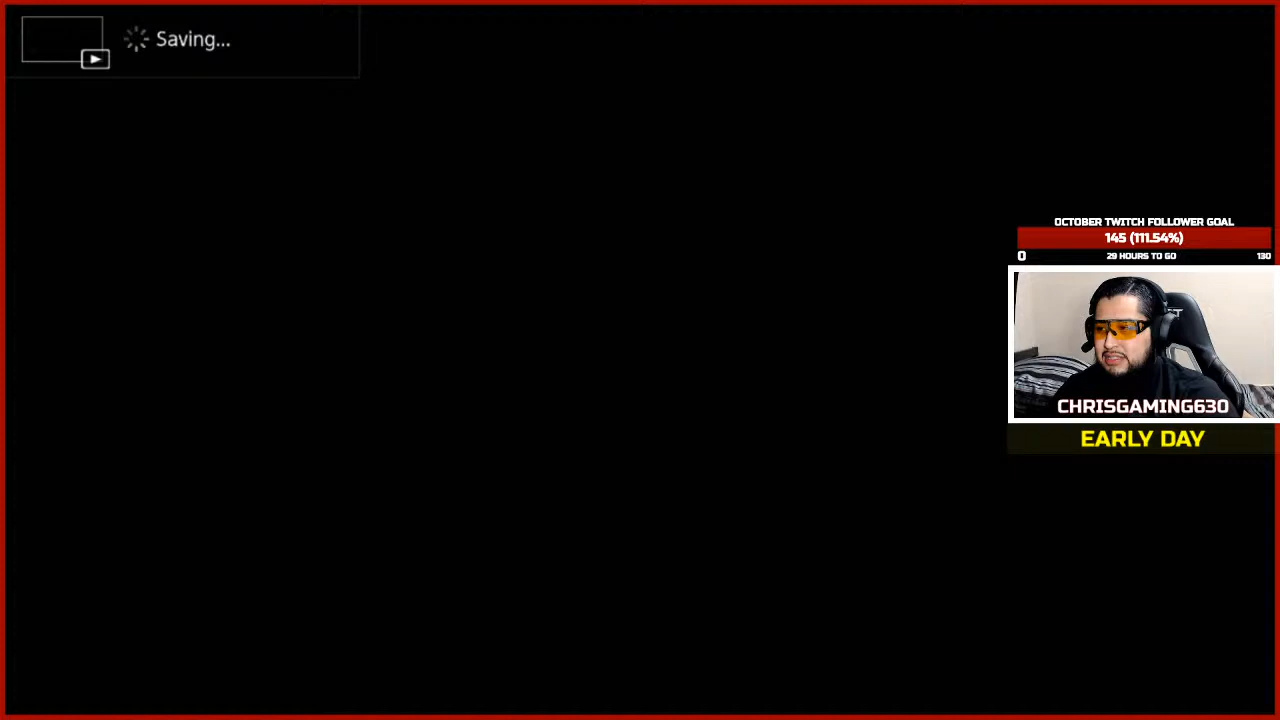 Saving...
OCTOBER TWITCH FOLLOWER GOAL
145 (111.54%)
0
29 HOURS TO GO
130
CHRISGAMING630
EARLY DAY